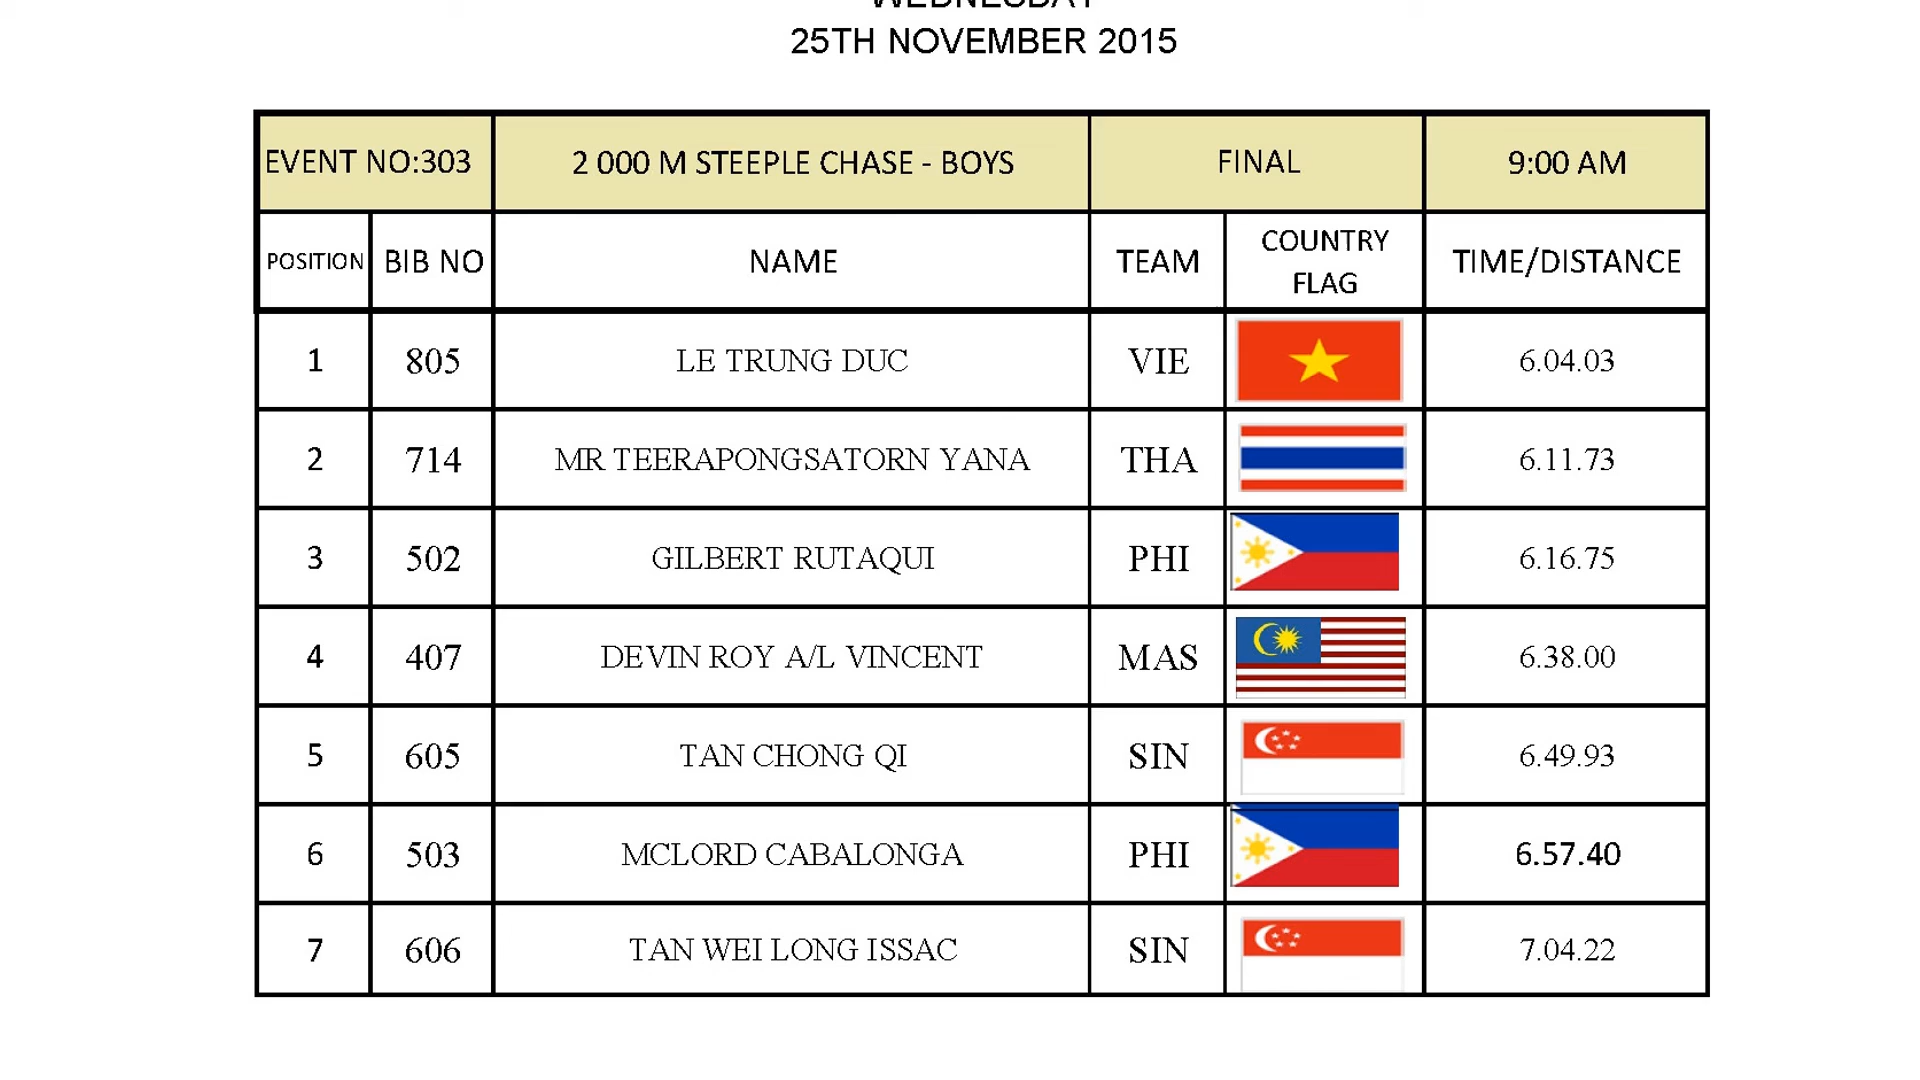 WEDNESDAY
25TH NOVEMBER 2015
EVENT NO:303 2 000 M STEEPLE CHASE - BOYS FINAL 9:00 AM
POSITION BIB NO NAME TEAM COUNTRY FLAG TIME/DISTANCE
1 805 LE TRUNG DUC VIE 6.04.03
2 714 MR TEERAPONGSATORN YANA THA 6.11.73
3 502 GILBERT RUTAQUI PHI 6.16.75
4 407 DEVIN ROY A/L VINCENT MAS 6.38.00
5 605 TAN CHONG QI SIN 6.49.93
6 503 MCLORD CABALONGA PHI 6.57.40
7 606 TAN WEI LONG ISSAC SIN 7.04.22